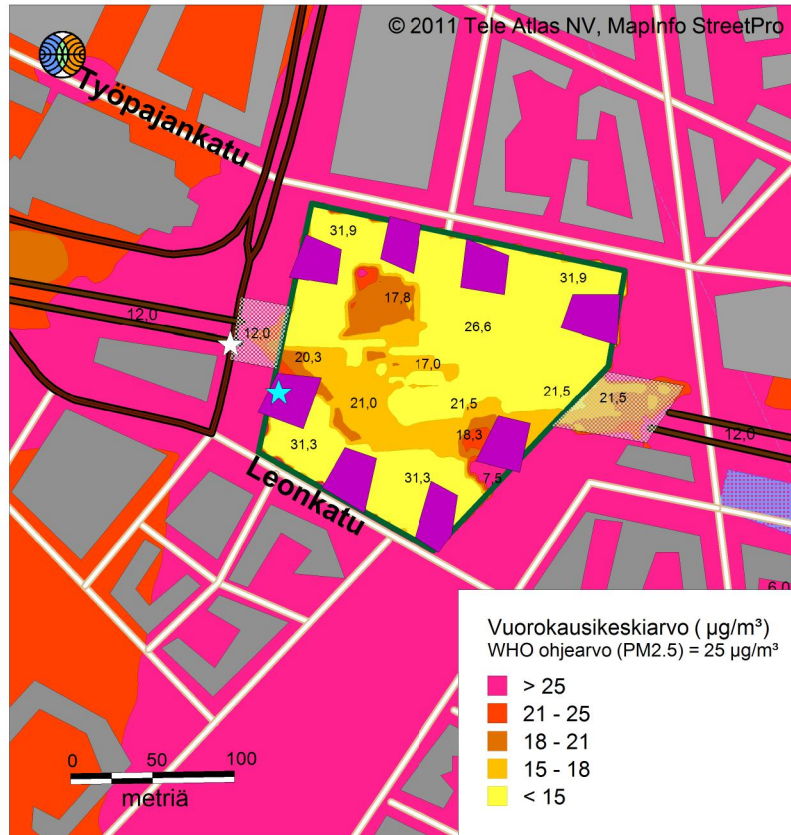 © 2011 Tele Atlas NV, MapInfo StreetPro
Työpajankatu
31,9
31,9
17,8
26,6
12,0
12,0
20,3
17,0
21,5
21,5
21,0
21,5
18,3
12,0
31,3
31,3
7,5
Leonkatu
6,0
Vuorokausikeskiarvo ( µg/m³)
WHO ohjearvo (PM2.5) = 25 µg/m³
> 25
21 - 25
18 - 21
15 - 18
< 15
0 50 100
metriä